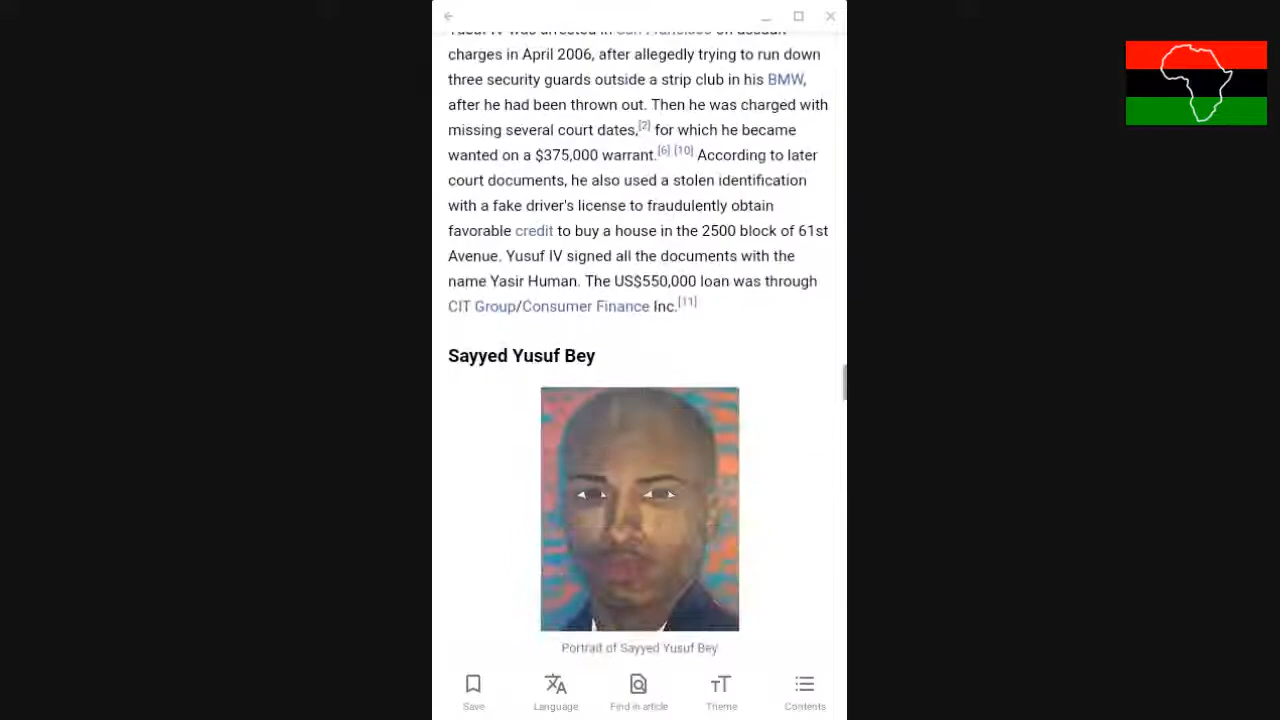 charges in April 2006, after allegedly trying to run down
three security guards outside a strip club in his BMW,
after he had been thrown out. Then he was charged with
missing several court dates,[2] for which he became
wanted on a $375,000 warrant.[6] [10] According to later
court documents, he also used a stolen identification
with a fake driver's license to fraudulently obtain
favorable credit to buy a house in the 2500 block of 61st
Avenue. Yusuf IV signed all the documents with the
name Yasir Human. The US$550,000 loan was through
CIT Group/Consumer Finance Inc.[11]
Sayyed Yusuf Bey
Portrait of Sayyed Yusuf Bey
Save
Language
Find in article
Theme
Contents